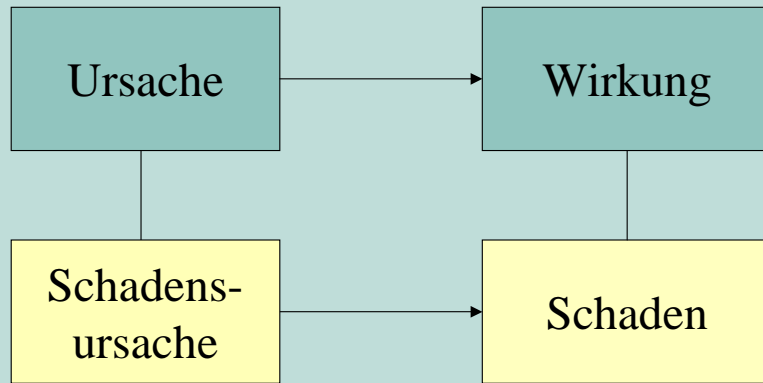 Ursache
Wirkung
Schadens-
ursache
Schaden